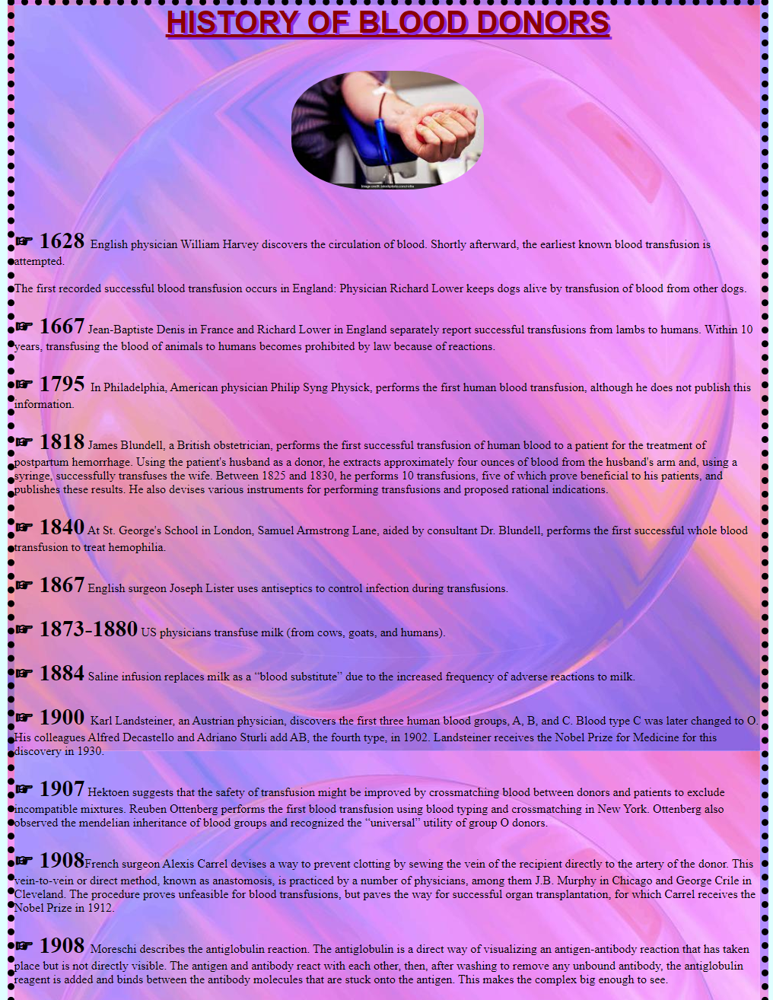 HISTORY OF BLOOD DONORS
☛ 1628 English physician William Harvey discovers the circulation of blood. Shortly afterward, the earliest known blood transfusion is
attempted.
The first recorded successful blood transfusion occurs in England: Physician Richard Lower keeps dogs alive by transfusion of blood from other dogs.
☛ 1667 Jean-Baptiste Denis in France and Richard Lower in England separately report successful transfusions from lambs to humans. Within 10
years, transfusing the blood of animals to humans becomes prohibited by law because of reactions.
☛ 1795 In Philadelphia, American physician Philip Syng Physick, performs the first human blood transfusion, although he does not publish this
information.
☛ 1818 James Blundell, a British obstetrician, performs the first successful transfusion of human blood to a patient for the treatment of
postpartum hemorrhage. Using the patient's husband as a donor, he extracts approximately four ounces of blood from the husband's arm and, using a
syringe, successfully transfuses the wife. Between 1825 and 1830, he performs 10 transfusions, five of which prove beneficial to his patients, and
publishes these results. He also devises various instruments for performing transfusions and proposed rational indications.
☛ 1840 At St. George's School in London, Samuel Armstrong Lane, aided by consultant Dr. Blundell, performs the first successful whole blood
transfusion to treat hemophilia.
☛ 1867 English surgeon Joseph Lister uses antiseptics to control infection during transfusions.
☛ 1873-1880 US physicians transfuse milk (from cows, goats, and humans).
☛ 1884 Saline infusion replaces milk as a “blood substitute” due to the increased frequency of adverse reactions to milk.
☛ 1900 Karl Landsteiner, an Austrian physician, discovers the first three human blood groups, A, B, and C. Blood type C was later changed to O.
His colleagues Alfred Decastello and Adriano Sturli add AB, the fourth type, in 1902. Landsteiner receives the Nobel Prize for Medicine for this
discovery in 1930.
☛ 1907 Hektoen suggests that the safety of transfusion might be improved by crossmatching blood between donors and patients to exclude
incompatible mixtures. Reuben Ottenberg performs the first blood transfusion using blood typing and crossmatching in New York. Ottenberg also
observed the mendelian inheritance of blood groups and recognized the “universal” utility of group O donors.
☛ 1908French surgeon Alexis Carrel devises a way to prevent clotting by sewing the vein of the recipient directly to the artery of the donor. This
vein-to-vein or direct method, known as anastomosis, is practiced by a number of physicians, among them J.B. Murphy in Chicago and George Crile in
Cleveland. The procedure proves unfeasible for blood transfusions, but paves the way for successful organ transplantation, for which Carrel receives the
Nobel Prize in 1912.
☛ 1908 Moreschi describes the antiglobulin reaction. The antiglobulin is a direct way of visualizing an antigen-antibody reaction that has taken
place but is not directly visible. The antigen and antibody react with each other, then, after washing to remove any unbound antibody, the antiglobulin
reagent is added and binds between the antibody molecules that are stuck onto the antigen. This makes the complex big enough to see.